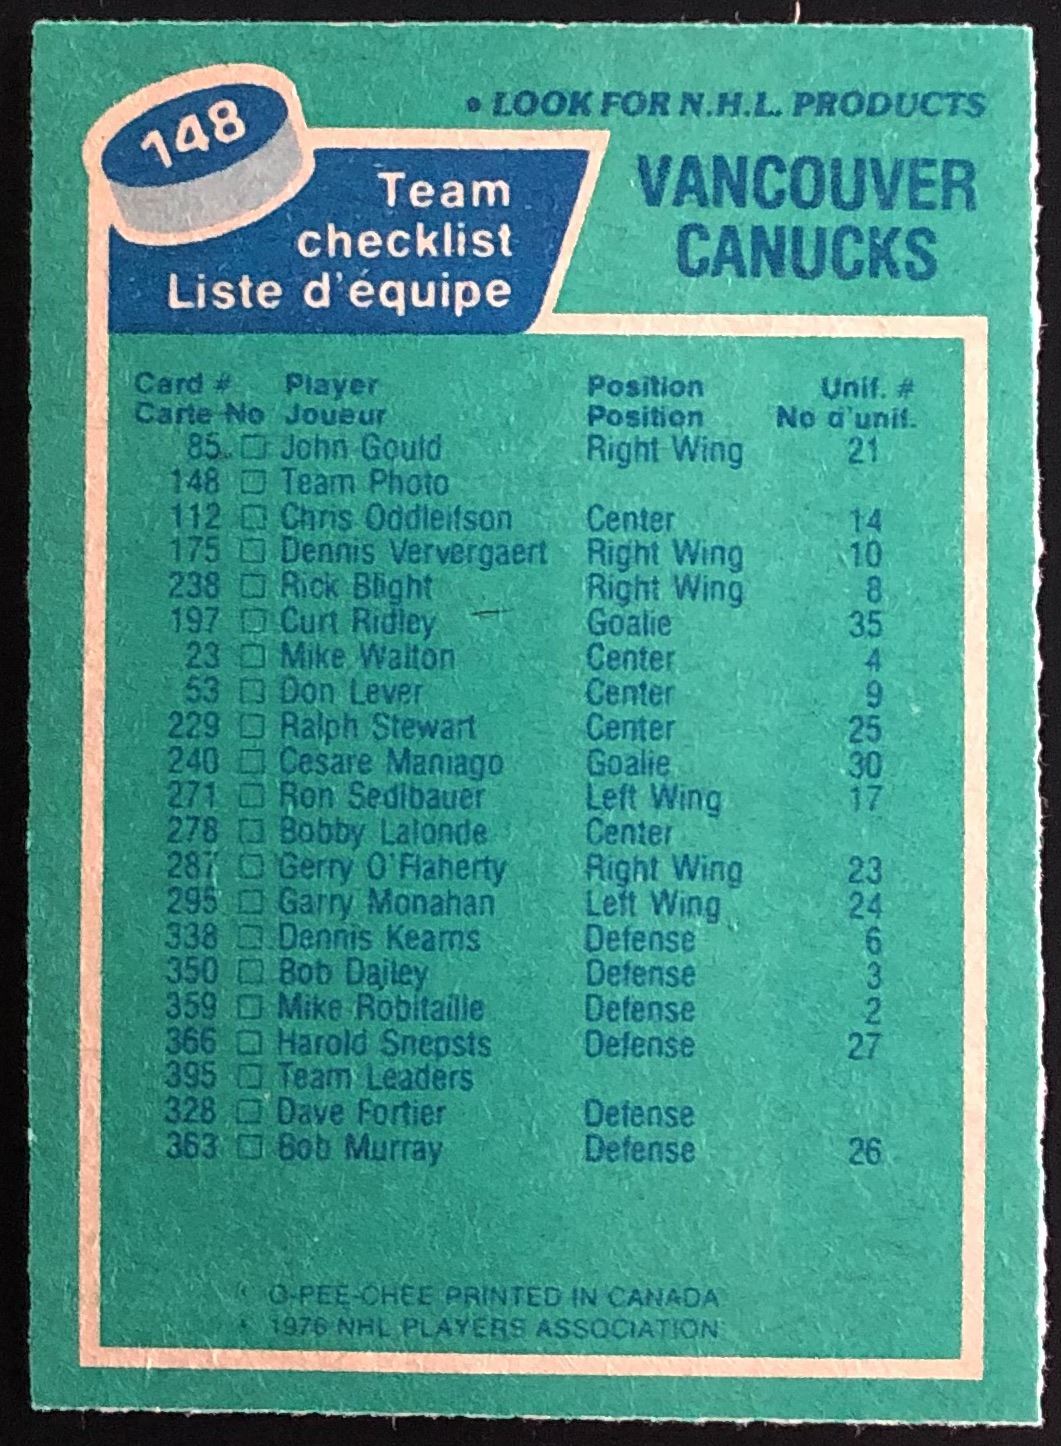 148
• LOOK FOR N.H.L. PRODUCTS
Team
checklist
Liste d'équipe
VANCOUVER
CANUCKS
Card # Player Position Unif. #
Carte No Joueur Position No d'unif.
85 □ John Gould Right Wing 21
148 □ Team Photo
112 □ Chris Oddleifson Center 14
175 □ Dennis Ververgaert Right Wing 10
238 □ Rick Blight Right Wing 8
197 □ Curt Ridley Goalie 35
23 □ Mike Walton Center 4
53 □ Don Lever Center 9
229 □ Ralph Stewart Center 25
240 □ Cesare Maniago Goalie 30
271 □ Ron Sedlbauer Left Wing 17
278 □ Bobby Lalonde Center
287 □ Gerry O'Flaherty Right Wing 23
295 □ Garry Monahan Left Wing 24
338 □ Dennis Kearns Defense 6
350 □ Bob Dailey Defense 3
359 □ Mike Robitaille Defense 2
366 □ Harold Snepsts Defense 27
395 □ Team Leaders
328 □ Dave Fortier Defense
363 □ Bob Murray Defense 26
O-PEE-CHEE PRINTED IN CANADA
1976 NHL PLAYERS ASSOCIATION